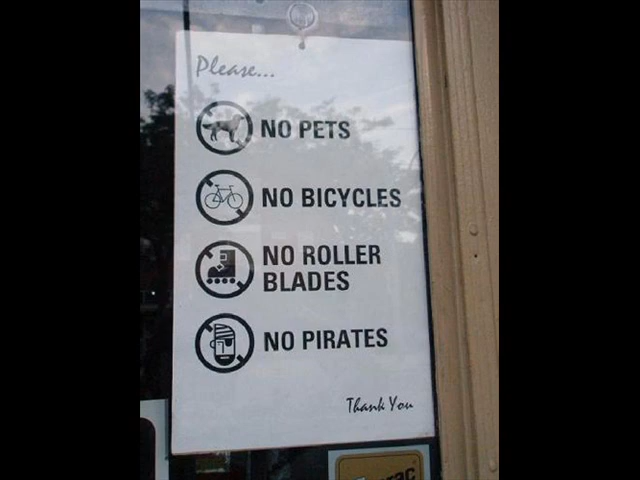 Please...
NO PETS
NO BICYCLES
NO ROLLER
BLADES
NO PIRATES
Thank You